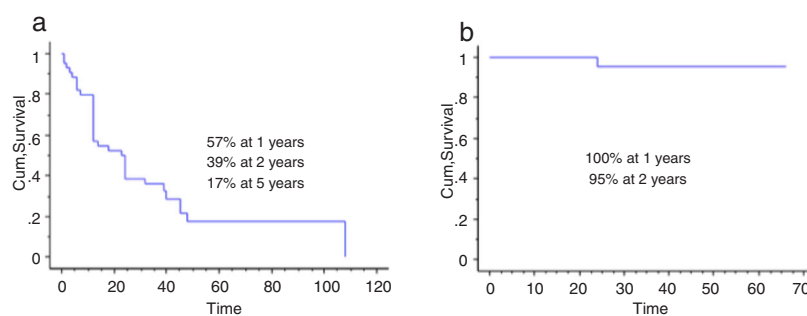 a
Cum,Survival
1
.8
.6
.4
.2
0
57% at 1 years
39% at 2 years
17% at 5 years
0 20 40 60 80 100 120
Time
b
Cum,Survival
1
.8
.6
.4
.2
0
100% at 1 years
95% at 2 years
0 10 20 30 40 50 60 70
Time